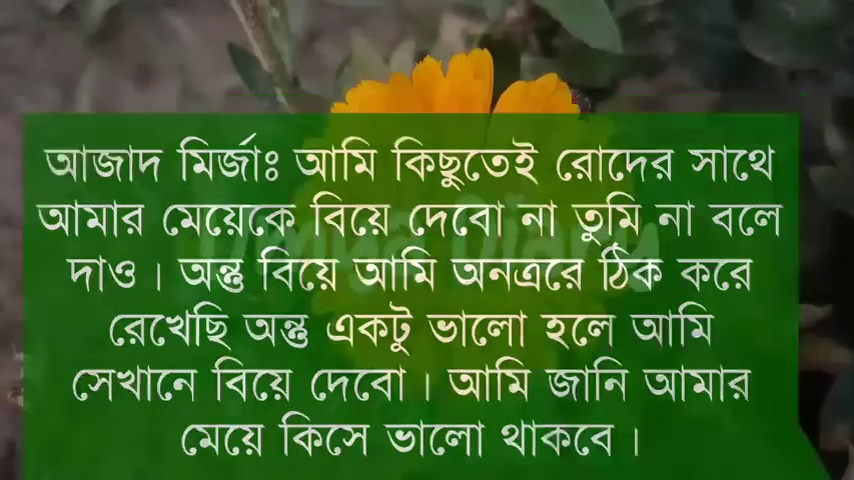 আজাদ মির্জাঃ আমি কিছুতেই রোদের সাথে
আমার মেয়েকে বিয়ে দেবো না তুমি না বলে
দাও। অন্তু বিয়ে আমি অনত্ররে ঠিক করে
রেখেছি অন্তু একটু ভালো হলে আমি
সেখানে বিয়ে দেবো। আমি জানি আমার
মেয়ে কিসে ভালো থাকবে।